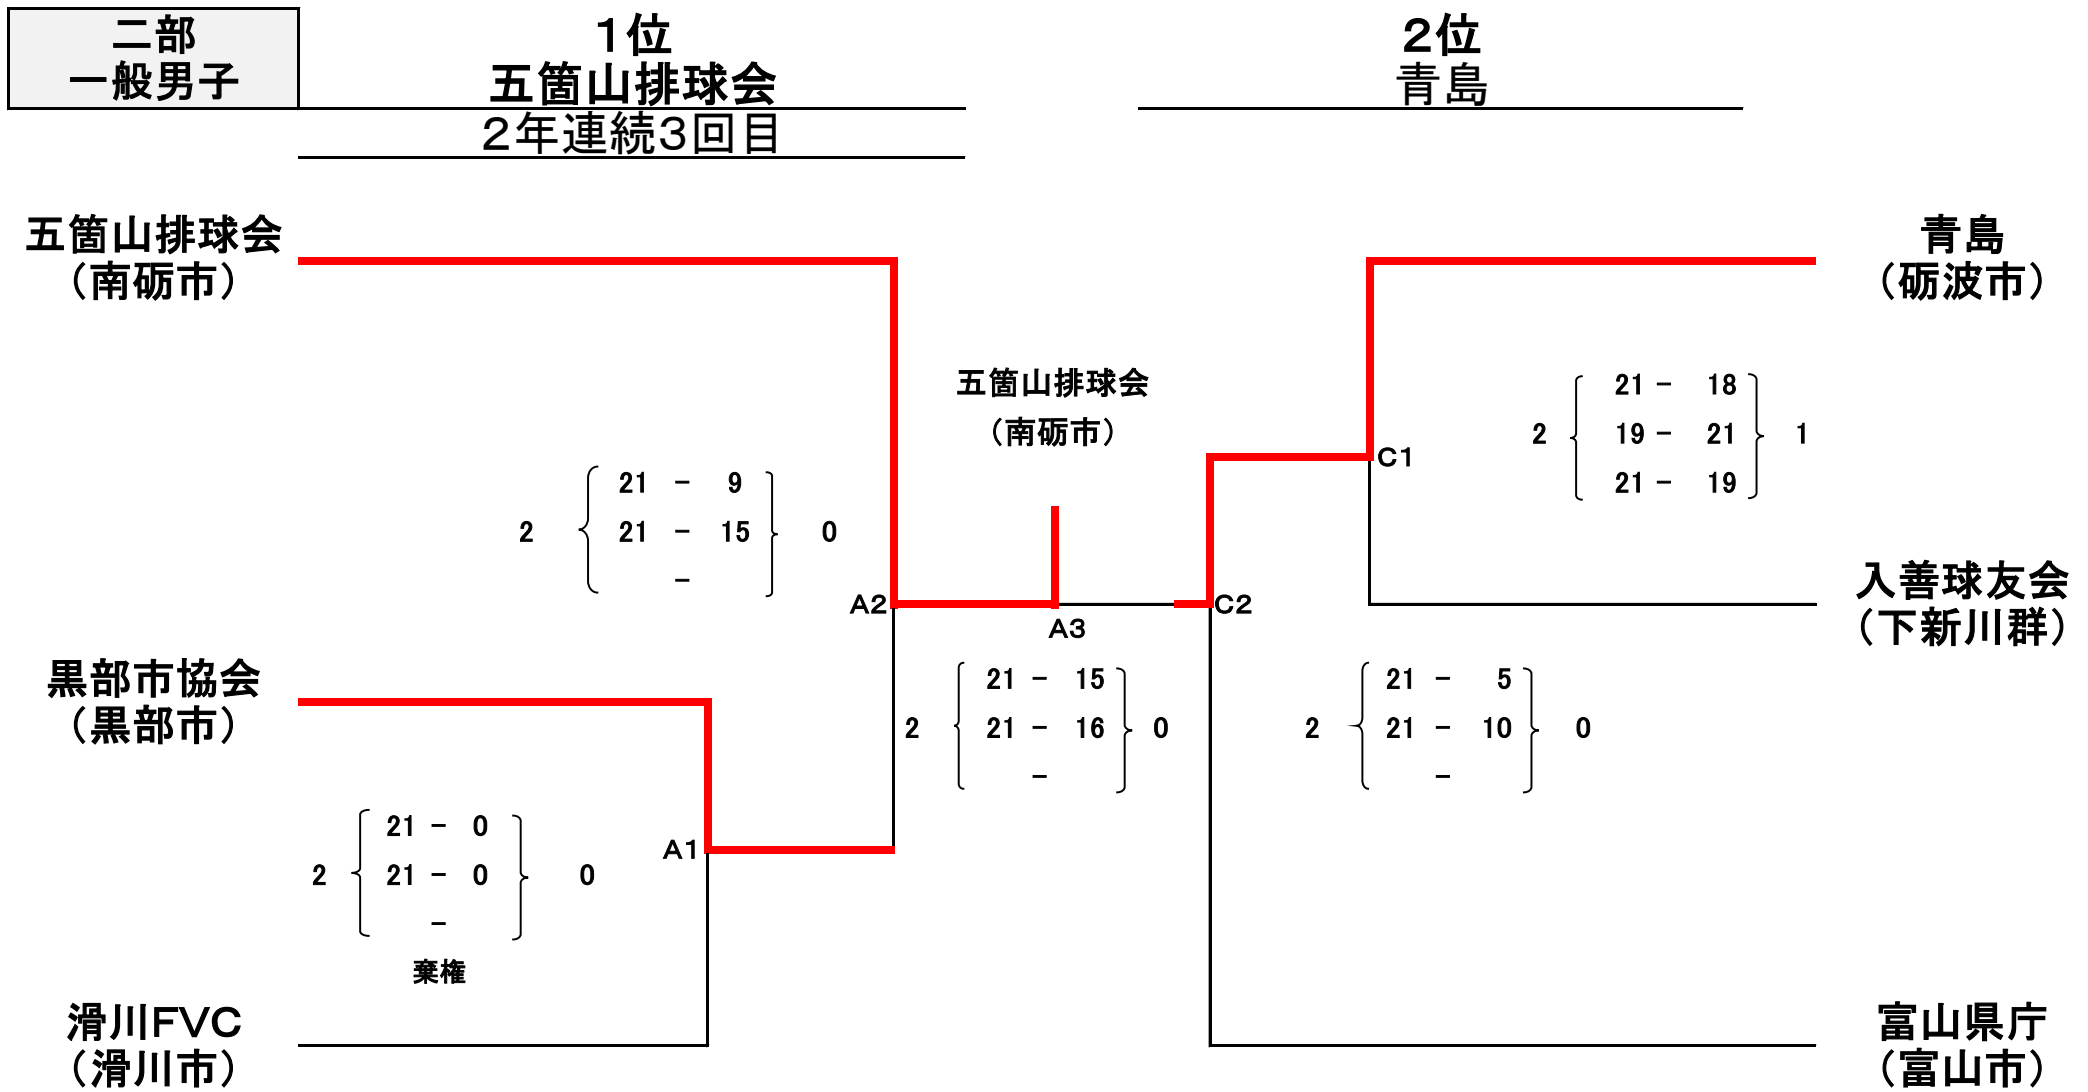 二部
一般男子
1位
五箇山排球会
2年連続3回目
2位
青島
五箇山排球会
（南砺市）
青島
（砺波市）
五箇山排球会
（南砺市）
2 21 - 18 1
19 - 21
21 - 19
C1
2 21 - 9 0
21 - 15
-
A2
C2
A3
入善球友会
（下新川群）
黒部市協会
（黒部市）
2 21 - 15 0
21 - 16
-
2 21 - 5 0
21 - 10
-
2 21 - 0 0
21 - 0
-
棄権
A1
滑川FVC
（滑川市）
富山県庁
（富山市）